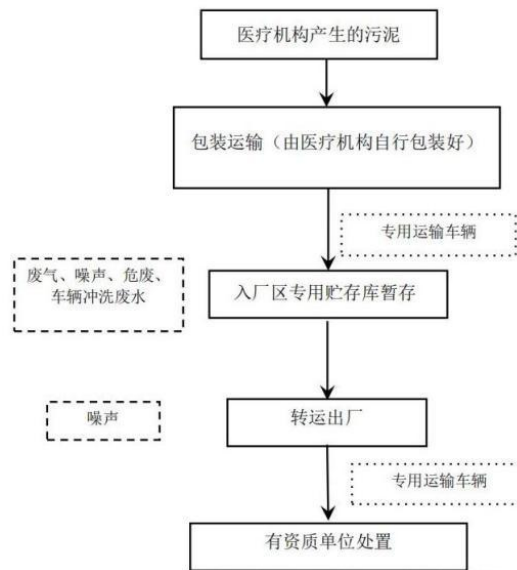 医疗机构产生的污泥
包装运输（由医疗机构自行包装好）
专用运输车辆
废气、噪声、危废、
车辆冲洗废水
入厂区专用贮存库暂存
噪声
转运出厂
专用运输车辆
有资质单位处置